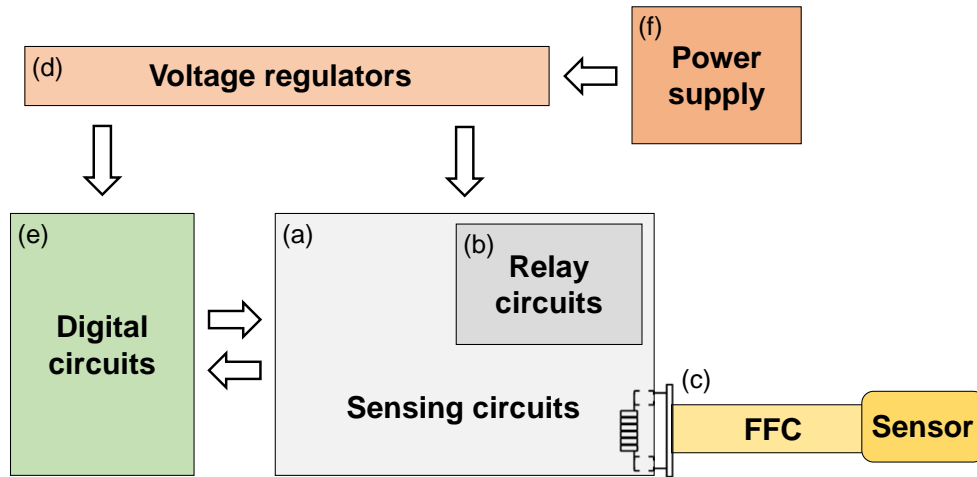 (d)
Voltage regulators
(f)
Power
supply
(e)
Digital
circuits
(a)
(b)
Relay
circuits
Sensing circuits
(c)
FFC
Sensor